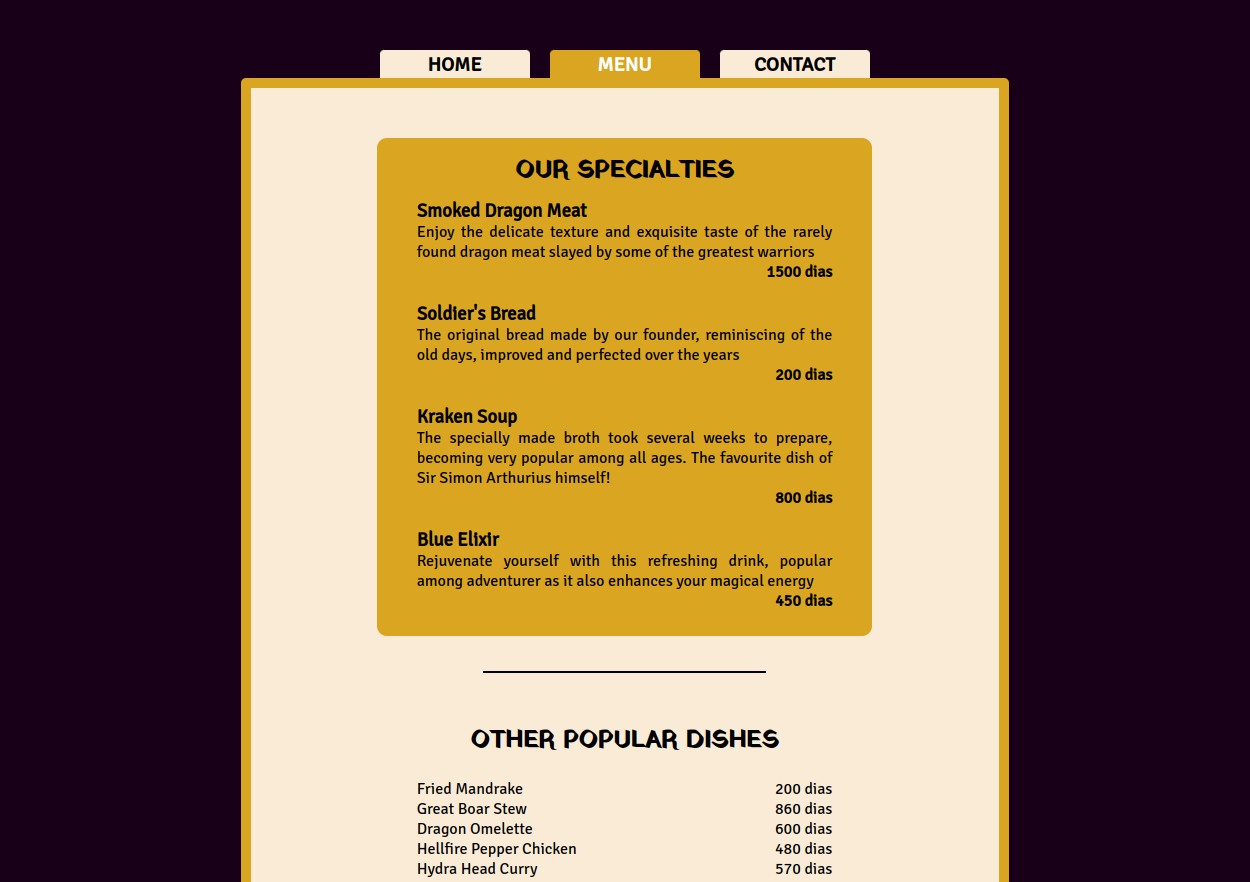 HOME MENU CONTACT
OUR SPECIALTIES
Smoked Dragon Meat
Enjoy the delicate texture and exquisite taste of the rarely
found dragon meat slayed by some of the greatest warriors
1500 dias
Soldier's Bread
The original bread made by our founder, reminiscing of the
old days, improved and perfected over the years
200 dias
Kraken Soup
The specially made broth took several weeks to prepare,
becoming very popular among all ages. The favourite dish of
Sir Simon Arthurius himself!
800 dias
Blue Elixir
Rejuvenate yourself with this refreshing drink, popular
among adventurer as it also enhances your magical energy
450 dias
OTHER POPULAR DISHES
Fried Mandrake 200 dias
Great Boar Stew 860 dias
Dragon Omelette 600 dias
Hellfire Pepper Chicken 480 dias
Hydra Head Curry 570 dias